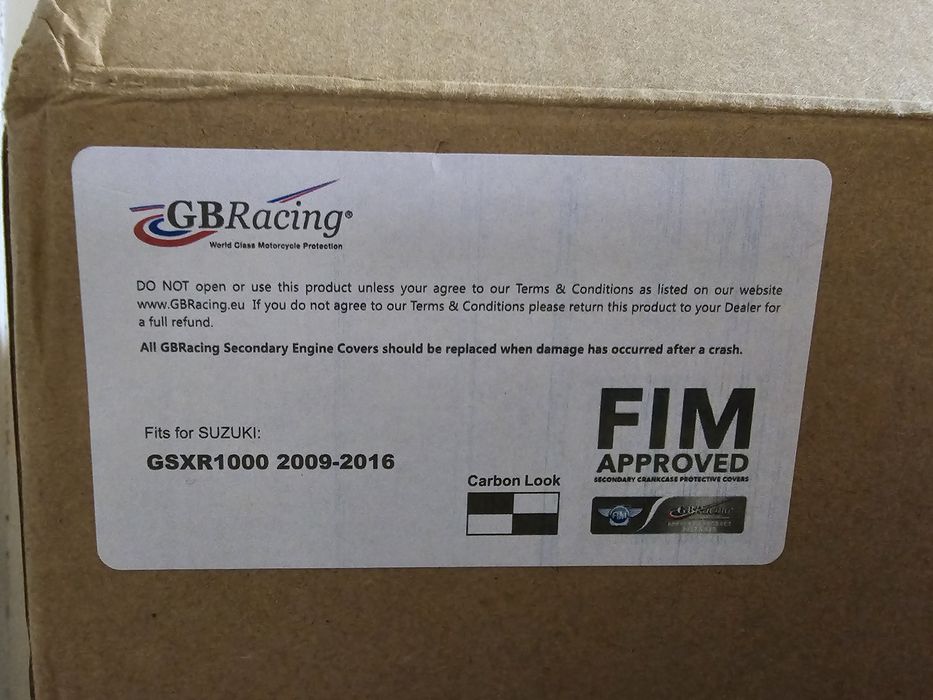 GBRacing®
World Class Motorcycle Protection
DO NOT open or use this product unless your agree to our Terms & Conditions as listed on our website
www.GBRacing.eu If you do not agree to our Terms & Conditions please return this product to your Dealer for
a full refund.
All GBRacing Secondary Engine Covers should be replaced when damage has occurred after a crash.
Fits for SUZUKI:
GSXR1000 2009-2016
Carbon Look
FIM
APPROVED
SECONDARY CRANKCASE PROTECTIVE COVERS
FIM GBRacing